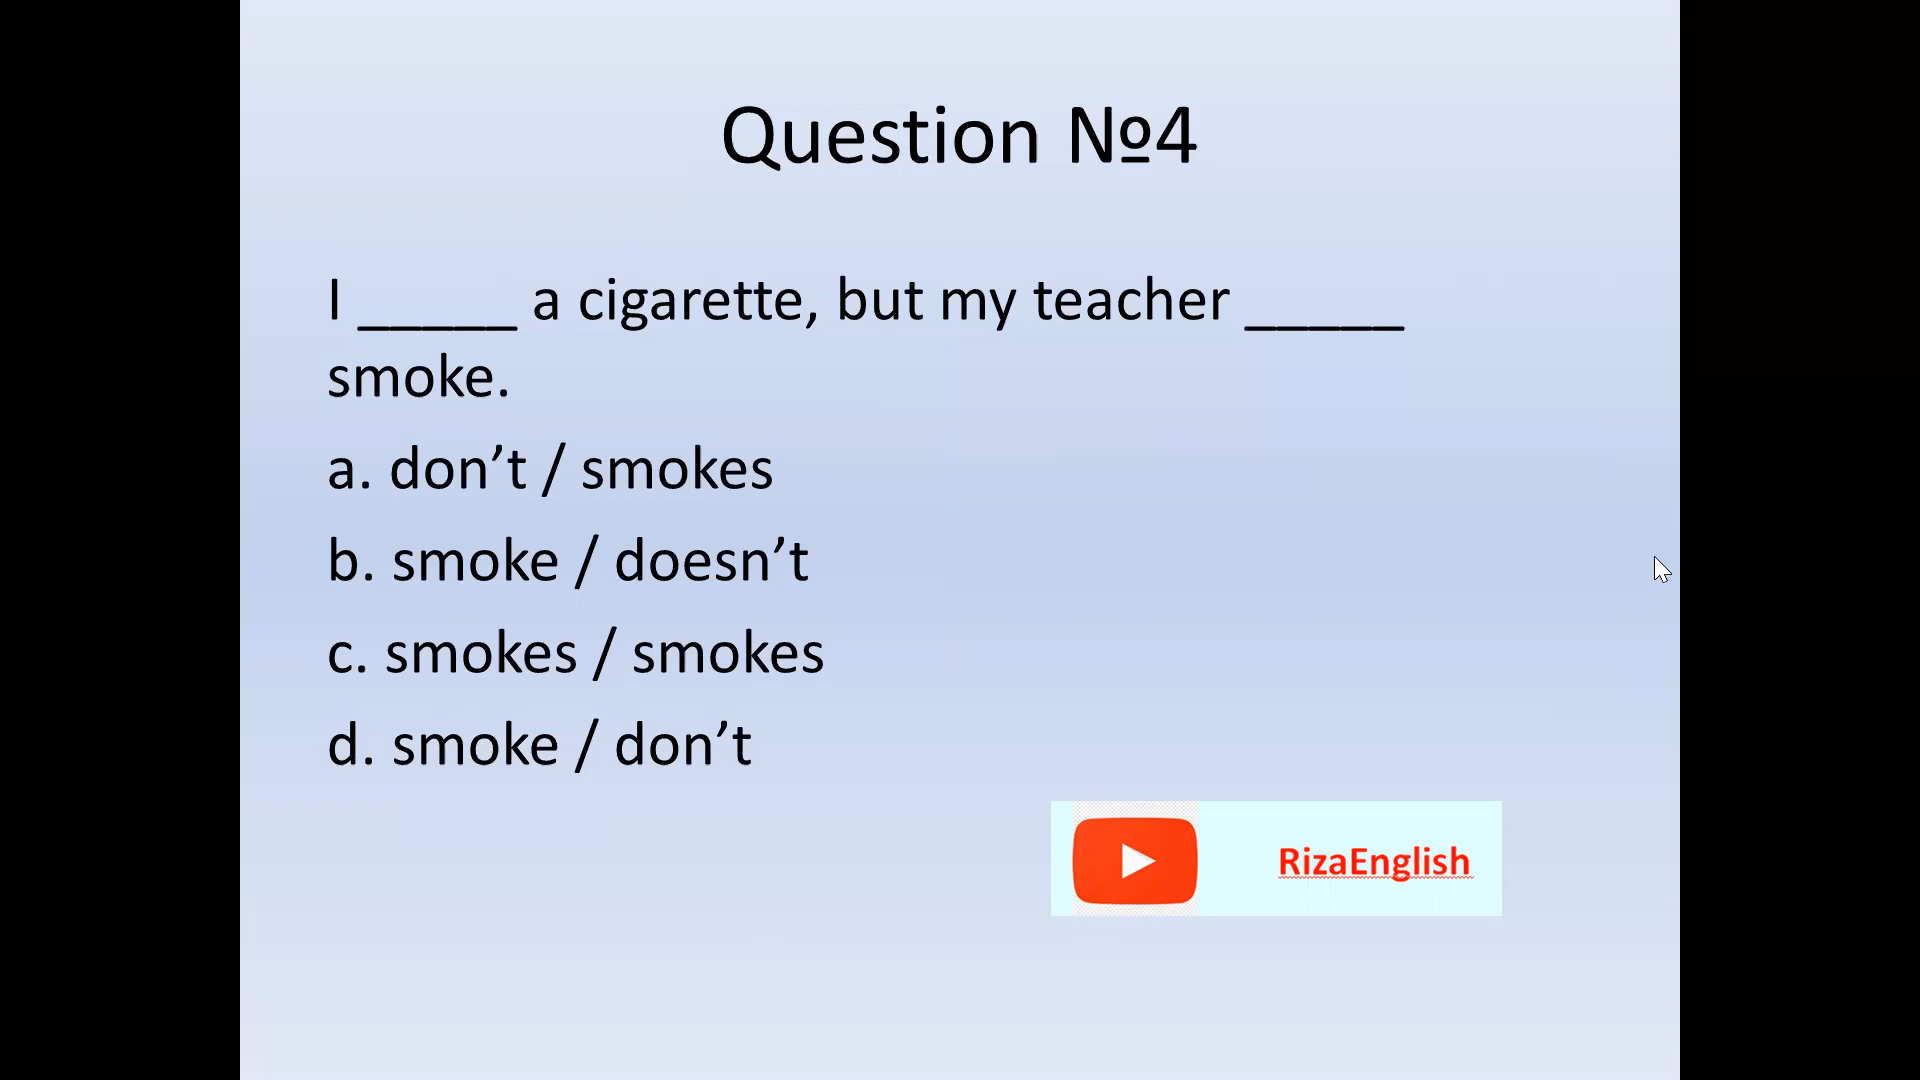 Question №4
I _____ a cigarette, but my teacher _____
smoke.
a. don’t / smokes
b. smoke / doesn’t
c. smokes / smokes
d. smoke / don’t
RizaEnglish